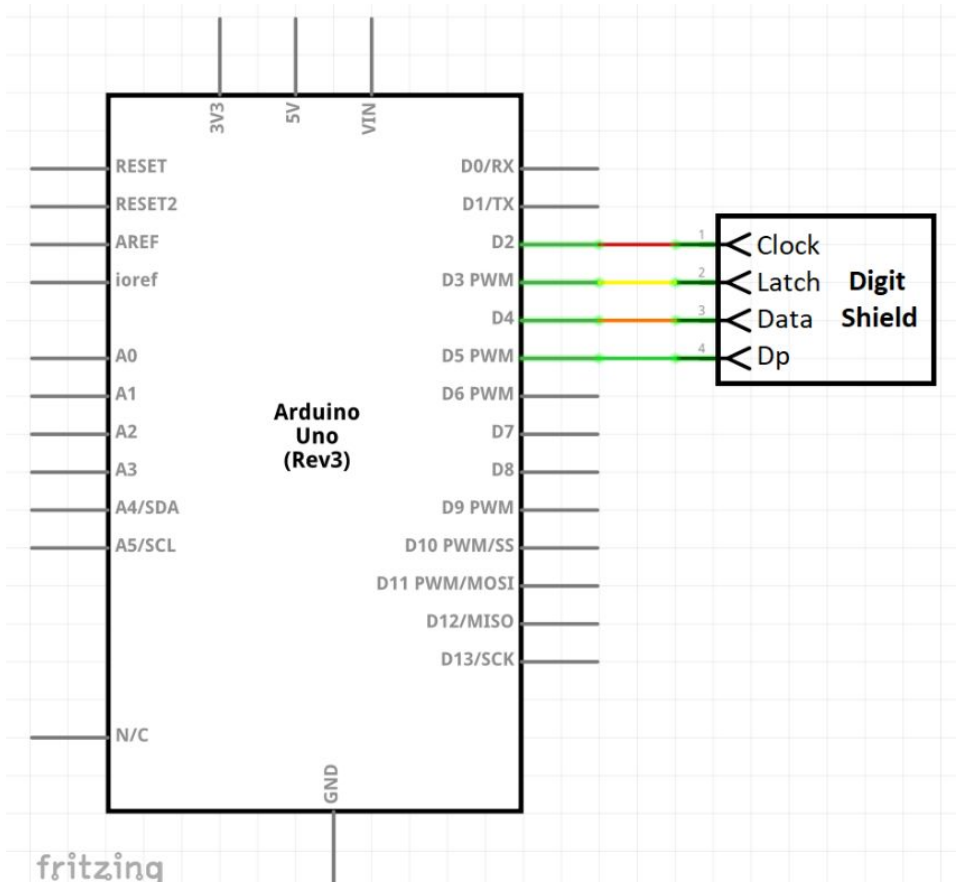 3V3
5V
VIN
RESET
RESET2
AREF
ioref
A0
A1
A2
A3
A4/SDA
A5/SCL
N/C
Arduino
Uno
(Rev3)
D0/RX
D1/TX
D2
D3 PWM
D4
D5 PWM
D6 PWM
D7
D8
D9 PWM
D10 PWM/SS
D11 PWM/MOSI
D12/MISO
D13/SCK
GND
1
2
3
4
Clock
Latch
Data
Dp
Digit
Shield
fritzing